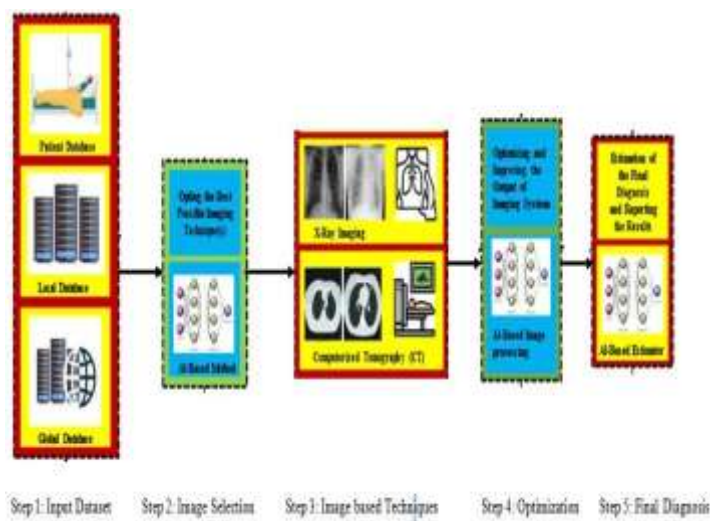 Patient Database
Local Database
Global Database
Opting the Best
Possible Imaging
Technique(s)
AI-Based Method
X-Ray Imaging
Computerized Tomography (CT)
Optimizing and
Improving the
Output of
Imaging System
AI-Based Image
processing
Estimation of
the Final
Diagnosis
and Reporting
the Results
AI-Based Estimator
Step 1: Input Dataset
Step 2: Image Selection
Step 3: Image based Techniques
Step 4: Optimization
Step 5: Final Diagnosis